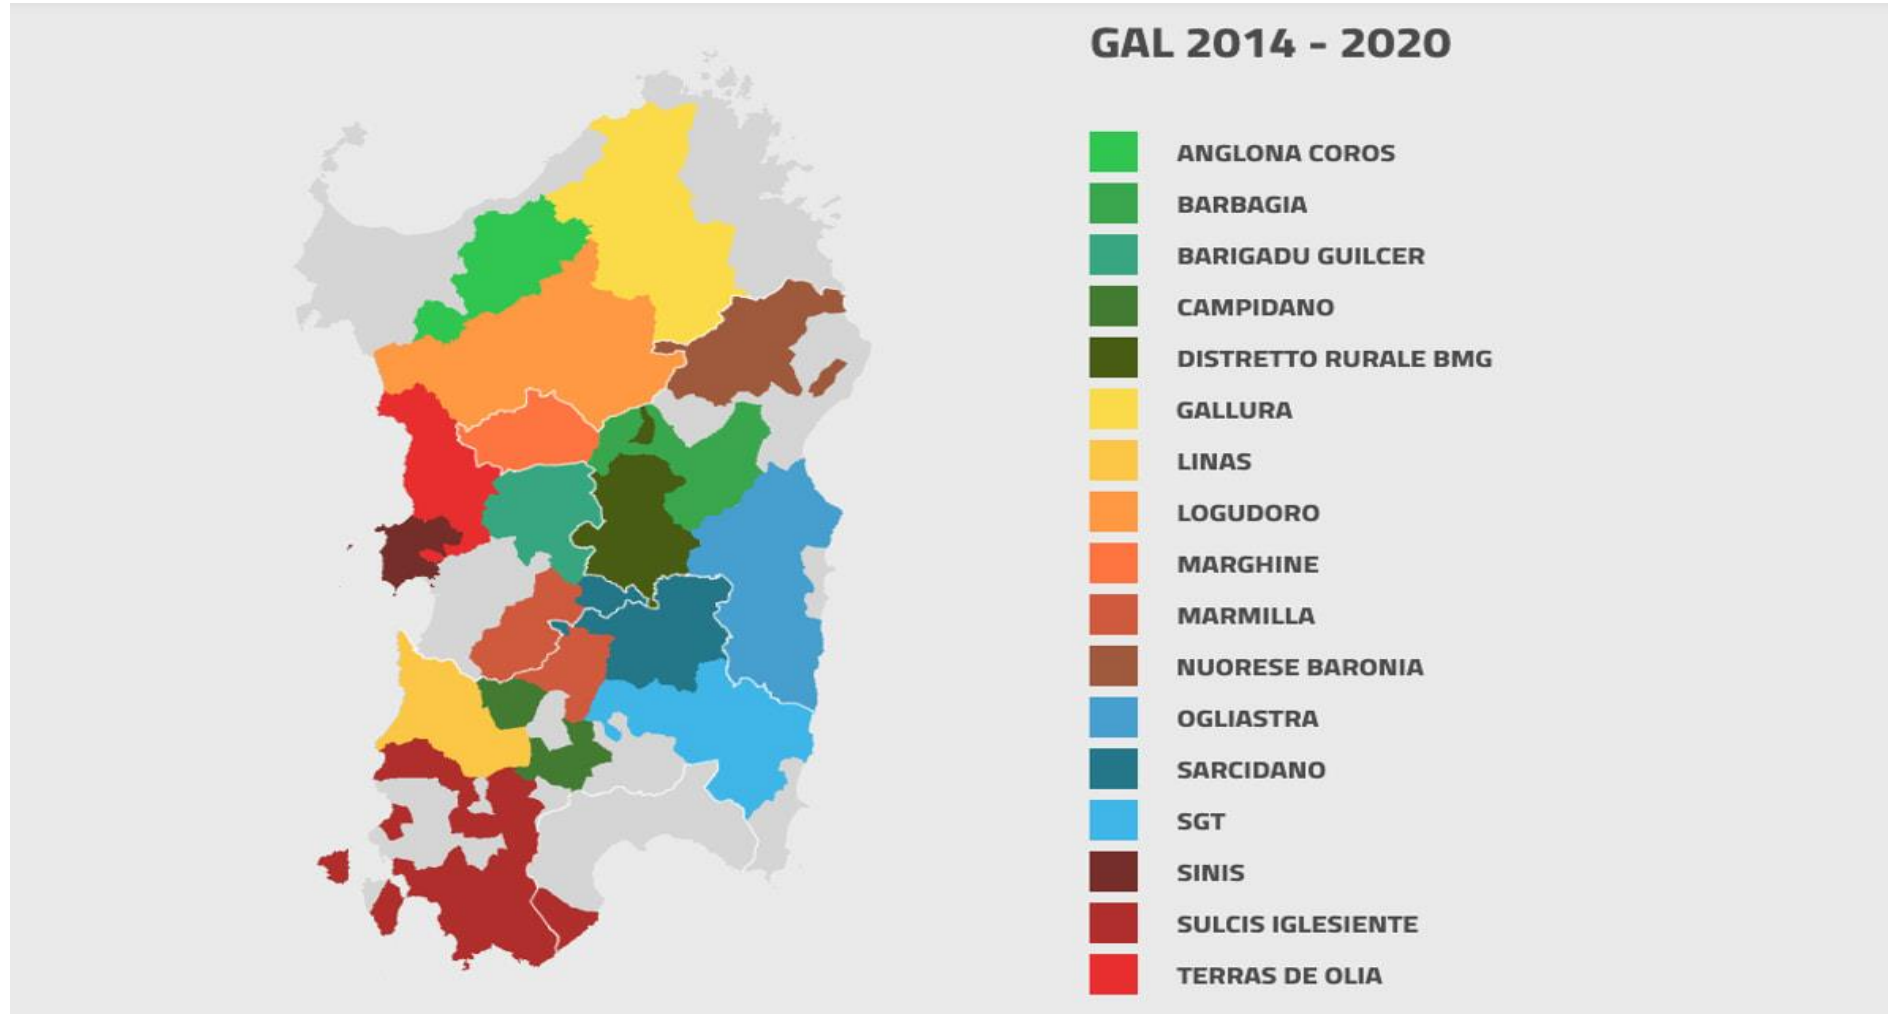 GAL 2014 - 2020
ANGLONA COROS
BARBAGIA
BARIGADU GUILCER
CAMPIDANO
DISTRETTO RURALE BMG
GALLURA
LINAS
LOGUDORO
MARGHINE
MARMILLA
NUORESE BARONIA
OGLIASTRA
SARCIDANO
SGT
SINIS
SULCIS IGLESIENTE
TERRAS DE OLIA